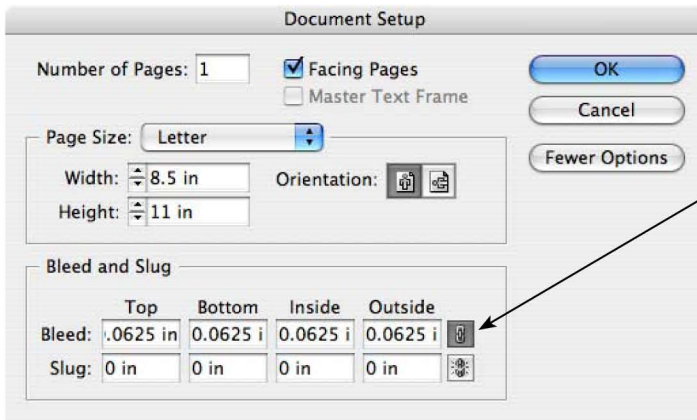 Document Setup
Number of Pages: 1
Facing Pages
Master Text Frame
OK
Cancel
Fewer Options
Page Size: Letter
Width: 8.5 in
Orientation:
Height: 11 in
Bleed and Slug
Top Bottom Inside Outside
Bleed: .0625 in 0.0625 i 0.0625 i 0.0625 i
Slug: 0 in 0 in 0 in 0 in